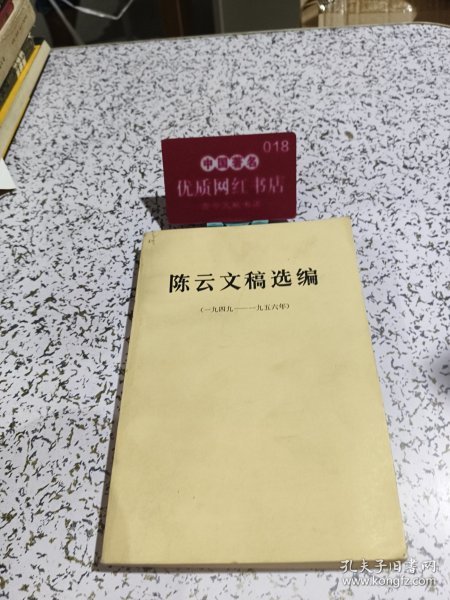 018
中国著名
优质网红书店
陈云文稿选编
（一九四九——一九五六年）
孔夫子旧书网
www.kongfz.com